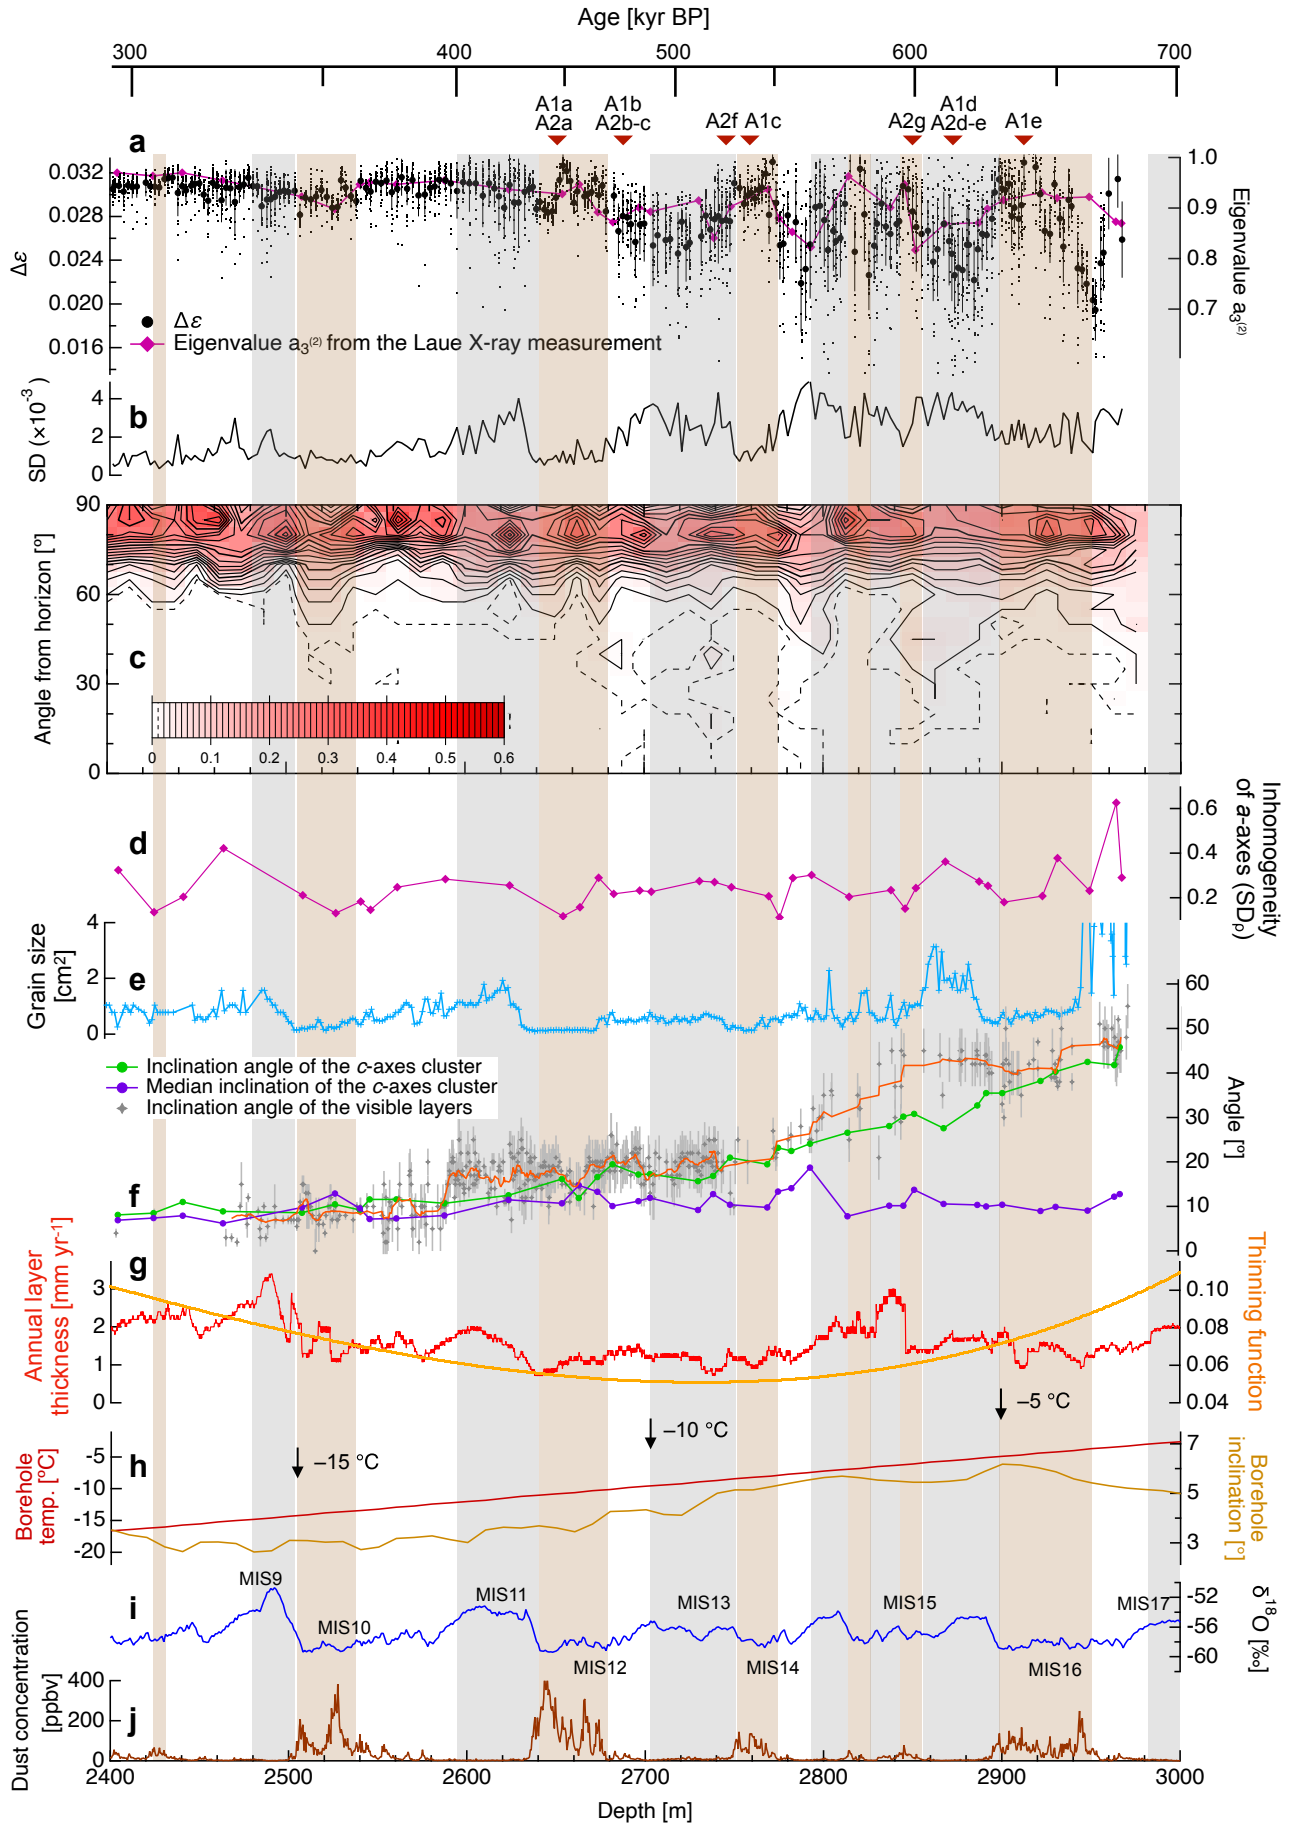 Age [kyr BP]
300 400 500 600 700
A1a A1b A1d
A2a A2b-c A2f A1c A2g A2d-e A1e
a
0.032
0.028
0.024
0.020
0.016
Δε
1.0
0.9
0.8
0.7
Eigenvalue a3(2)
Δε
Eigenvalue a3(2) from the Laue X-ray measurement
b
4
2
0
SD (×10-3)
c
90
60
30
0
Angle from horizon [°]
0 0.1 0.2 0.3 0.4 0.5 0.6
d
0.6
0.4
0.2
Inhomogeneity
of a-axes (SDρ)
e
4
2
0
Grain size
[cm2]
Inclination angle of the c-axes cluster
Median inclination of the c-axes cluster
Inclination angle of the visible layers
f
60
50
40
30
20
10
0
Angle [°]
g
3
2
1
0
Annual layer
thickness [mm yr-1]
0.10
0.08
0.06
0.04
Thinning function
–15 °C
–10 °C
–5 °C
h
-5
-10
-15
-20
Borehole
temp. [°C]
7
5
3
Borehole
inclination [°]
i
MIS9
MIS10
MIS11
MIS12
MIS13
MIS14
MIS15
MIS16
MIS17
-52
-56
-60
δ18O [‰]
j
400
200
0
Dust concentration
[ppbv]
2400 2500 2600 2700 2800 2900 3000
Depth [m]